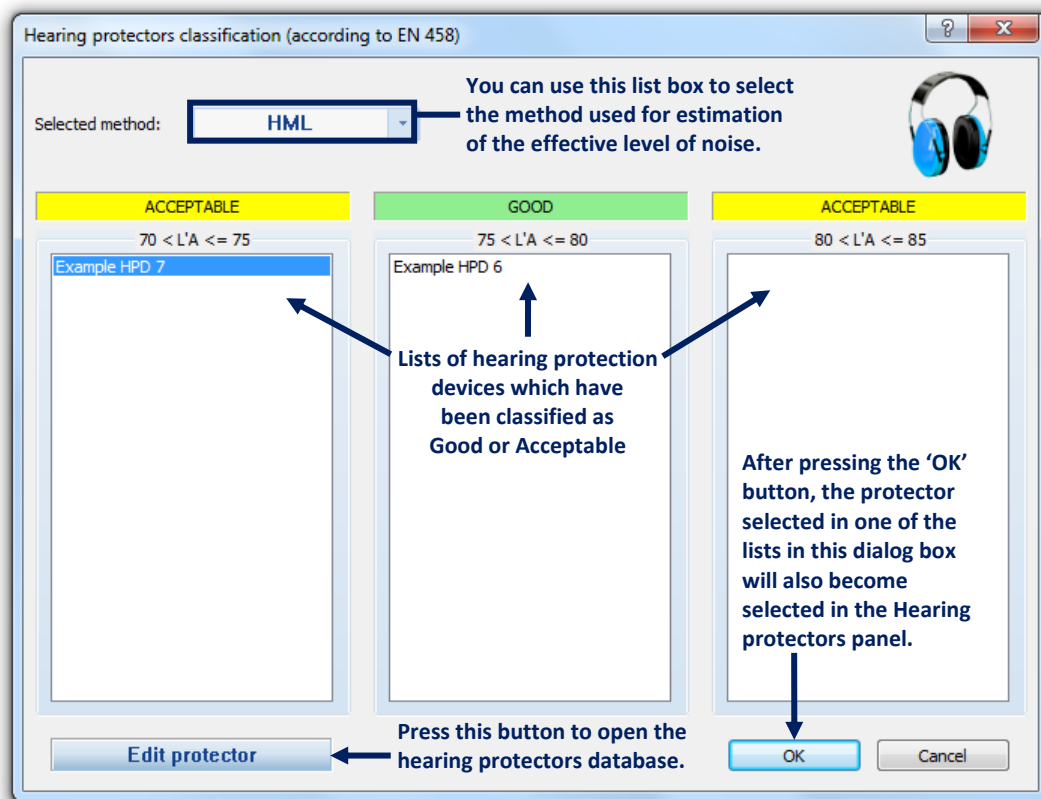 Hearing protectors classification (according to EN 458)
You can use this list box to select
the method used for estimation
of the effective level of noise.
Selected method:
HML
ACCEPTABLE
GOOD
ACCEPTABLE
70 < L'A <= 75
75 < L'A <= 80
80 < L'A <= 85
Example HPD 7
Example HPD 6
Lists of hearing protection
devices which have
been classified as
Good or Acceptable
After pressing the ‘OK’
button, the protector
selected in one of the
lists in this dialog box
will also become
selected in the Hearing
protectors panel.
Edit protector
Press this button to open the
hearing protectors database.
OK
Cancel